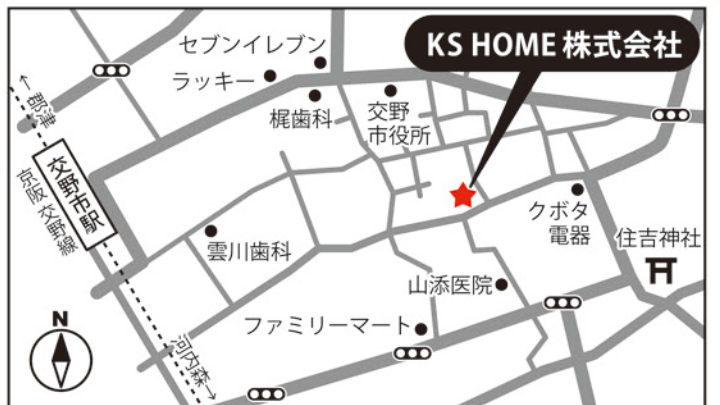 セブンイレブン
KS HOME 株式会社
ラッキー
梶歯科
交野
市役所
←郡津
交野市駅
京阪 交野線
クボタ
電器
住吉神社
雲川歯科
山添医院
ファミリーマート
N
河内森→